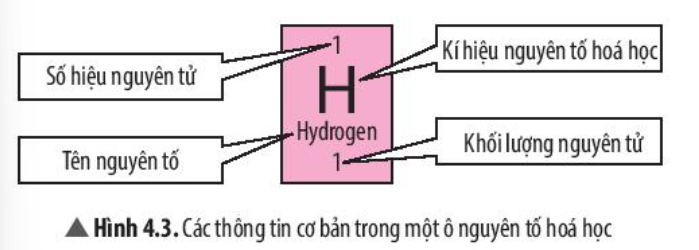 Số hiệu nguyên tử
Tên nguyên tố
1
H
Hydrogen
1
Kí hiệu nguyên tố hoá học
Khối lượng nguyên tử
▲ Hình 4.3. Các thông tin cơ bản trong một ô nguyên tố hoá học